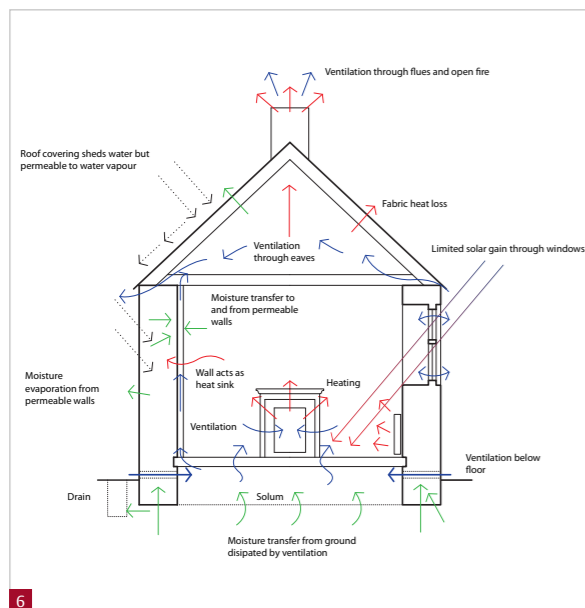 Ventilation through flues and open fire
Roof covering sheds water but
permeable to water vapour
Fabric heat loss
Ventilation
through eaves
Limited solar gain through windows
Moisture transfer to
and from permeable
walls
Wall acts as
heat sink
Heating
Moisture
evaporation from
permeable walls
Ventilation
Ventilation below
floor
Drain
Solum
Moisture transfer from ground
disipated by ventilation
6